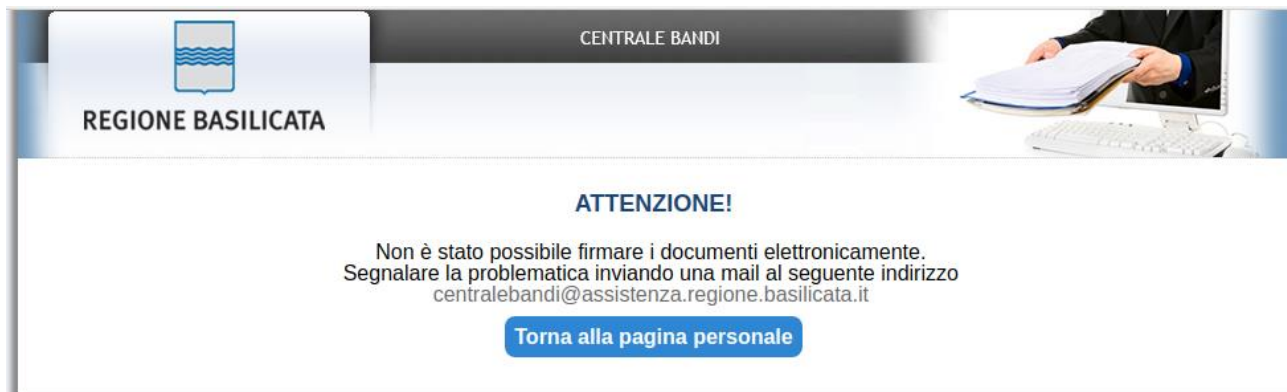 CENTRALE BANDI
REGIONE BASILICATA
ATTENZIONE!
Non è stato possibile firmare i documenti elettronicamente.
Segnalare la problematica inviando una mail al seguente indirizzo
centralebandi@assistenza.regione.basilicata.it
Torna alla pagina personale